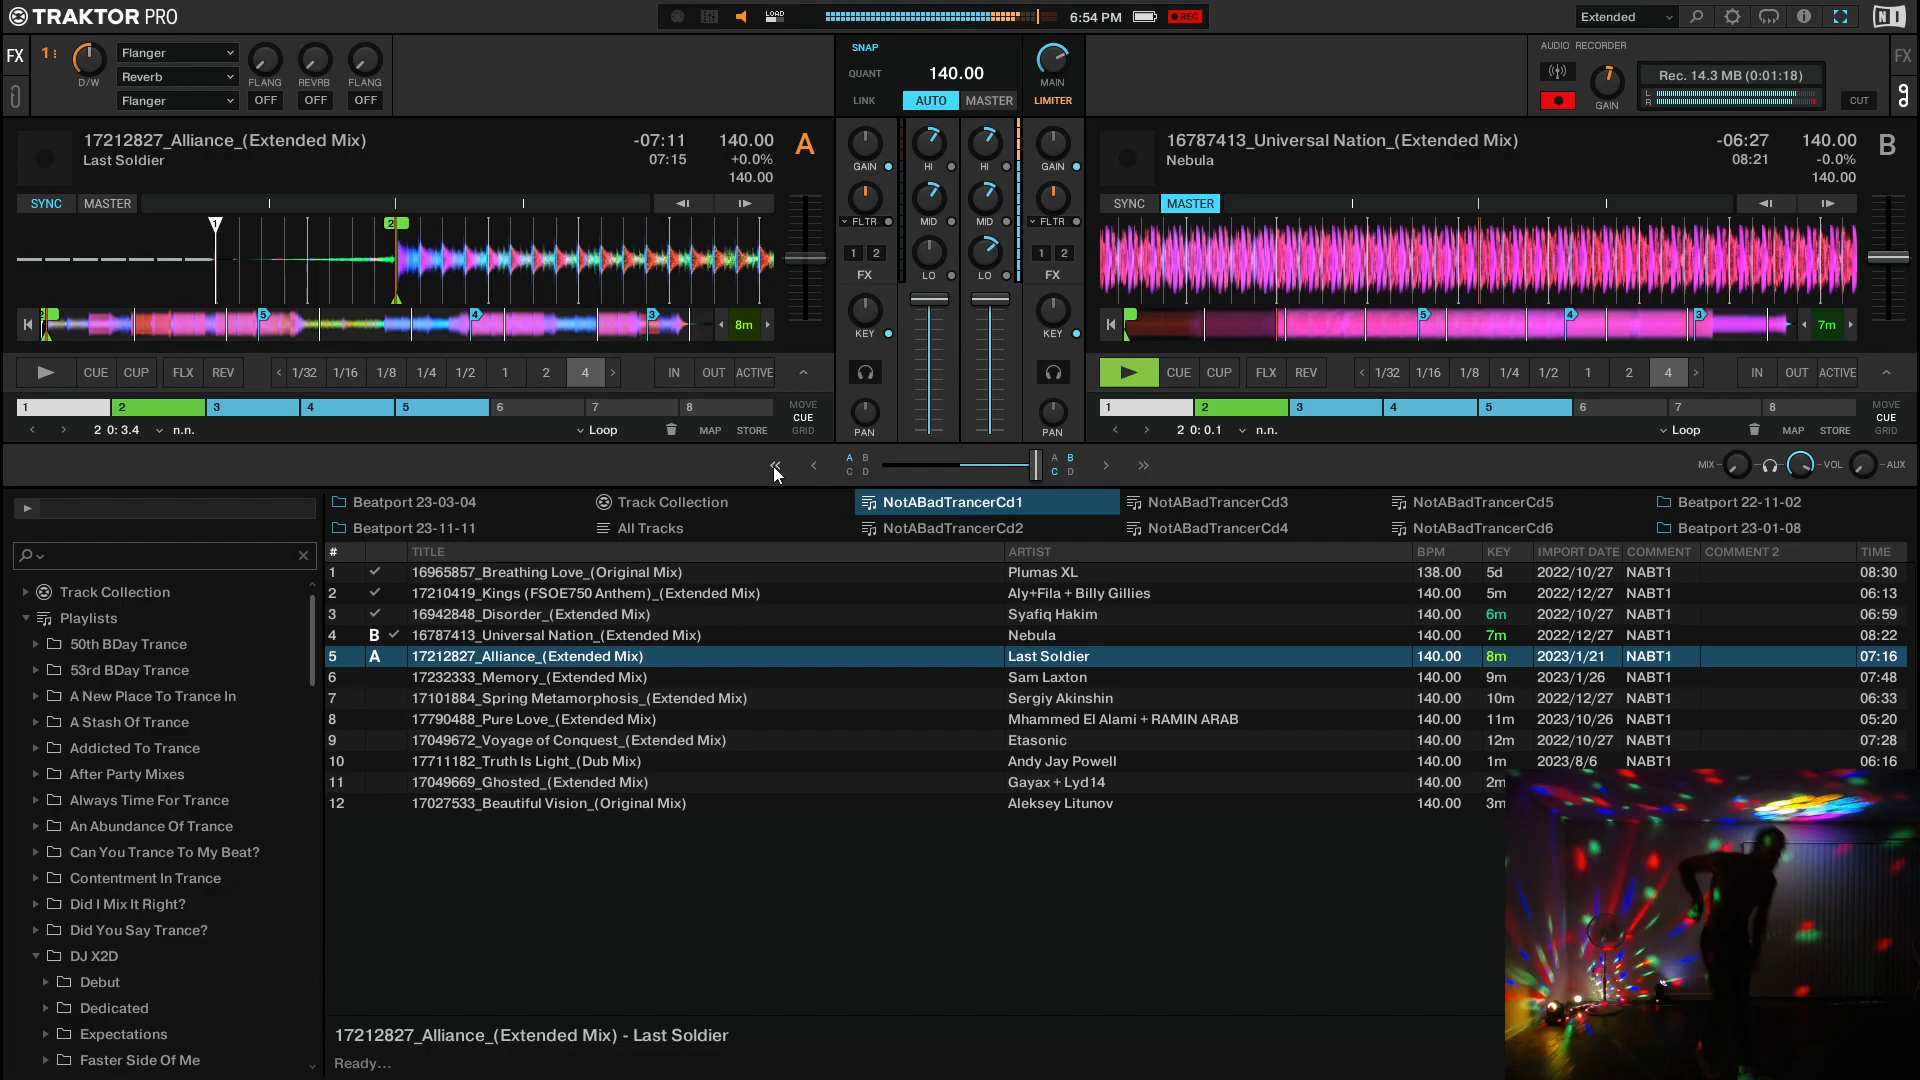 TRAKTOR PRO
LOAD
6:54 PM
REC
Extended
FX
1
D/W
Flanger
Reverb
Flanger
FLANG
REVRB
FLANG
OFF
OFF
OFF
SNAP
QUANT
LINK
140.00
AUTO
MASTER
MAIN
LIMITER
AUDIO RECORDER
GAIN
Rec. 14.3 MB (0:01:18)
L
R
CUT
FX
17212827_Alliance_(Extended Mix)
Last Soldier
-07:11
07:15
140.00
+0.0%
140.00
A
SYNC
MASTER
1
2
5
4
3
8m
CUE
CUP
FLX
REV
1/32
1/16
1/8
1/4
1/2
1
2
4
IN
OUT
ACTIVE
1
2
3
4
5
6
7
8
MOVE
CUE
GRID
2 0: 3.4
n.n.
Loop
MAP
STORE
GAIN
HI
HI
GAIN
FLTR
MID
MID
FLTR
1 2
FX
LO
LO
1 2
FX
KEY
KEY
PAN
PAN
16787413_Universal Nation_(Extended Mix)
Nebula
-06:27
08:21
140.00
-0.0%
140.00
B
SYNC
MASTER
5
4
3
7m
CUE
CUP
FLX
REV
1/32
1/16
1/8
1/4
1/2
1
2
4
IN
OUT
ACTIVE
1
2
3
4
5
6
7
8
MOVE
CUE
GRID
2 0: 0.1
n.n.
Loop
MAP
STORE
A B
C D
A B
C D
MIX
VOL
AUX
Beatport 23-03-04
Track Collection
NotABadTrancerCd1
NotABadTrancerCd3
NotABadTrancerCd5
Beatport 22-11-02
Beatport 23-11-11
All Tracks
NotABadTrancerCd2
NotABadTrancerCd4
NotABadTrancerCd6
Beatport 23-01-08
Track Collection
Playlists
50th BDay Trance
53rd BDay Trance
A New Place To Trance In
A Stash Of Trance
Addicted To Trance
After Party Mixes
Always Time For Trance
An Abundance Of Trance
Can You Trance To My Beat?
Contentment In Trance
Did I Mix It Right?
Did You Say Trance?
DJ X2D
Debut
Dedicated
Expectations
Faster Side Of Me
# TITLE ARTIST BPM KEY IMPORT DATE COMMENT COMMENT 2 TIME
1 16965857_Breathing Love_(Original Mix) Plumas XL 138.00 5d 2022/10/27 NABT1 08:30
2 17210419_Kings (FSOE750 Anthem)_(Extended Mix) Aly+Fila + Billy Gillies 140.00 5m 2022/12/27 NABT1 06:13
3 16942848_Disorder_(Extended Mix) Syafiq Hakim 140.00 6m 2022/10/27 NABT1 06:59
4 B 16787413_Universal Nation_(Extended Mix) Nebula 140.00 7m 2022/12/27 NABT1 08:22
5 A 17212827_Alliance_(Extended Mix) Last Soldier 140.00 8m 2023/1/21 NABT1 07:16
6 17232333_Memory_(Extended Mix) Sam Laxton 140.00 9m 2023/1/26 NABT1 07:48
7 17101884_Spring Metamorphosis_(Extended Mix) Sergiy Akinshin 140.00 10m 2022/12/27 NABT1 06:33
8 17790488_Pure Love_(Extended Mix) Mhammed El Alami + RAMIN ARAB 140.00 11m 2023/10/26 NABT1 05:20
9 17049672_Voyage of Conquest_(Extended Mix) Etasonic 140.00 12m 2022/10/27 NABT1 07:28
10 17711182_Truth Is Light_(Dub Mix) Andy Jay Powell 140.00 1m 2023/8/6 NABT1 06:16
11 17049669_Ghosted_(Extended Mix) Gayax + Lyd14 140.00 2m
12 17027533_Beautiful Vision_(Original Mix) Aleksey Litunov 140.00 3m
17212827_Alliance_(Extended Mix) - Last Soldier
Ready...